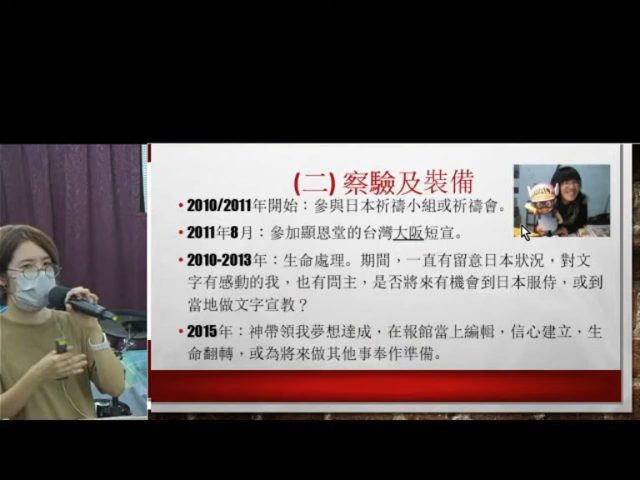 (二) 察驗及裝備
• 2010/2011年開始：參與日本祈禱小組或祈禱會。
• 2011年8月：參加顯恩堂的台灣大阪短宣。
• 2010-2013年：生命處理。期間，一直有留意日本狀況，對文
字有感動的我，也有問主，是否將來有機會到日本服侍，或到
當地做文字宣教？
• 2015年：神帶領我夢想達成，在報館當上編輯，信心建立，生
命翻轉，或為將來做其他事奉作準備。